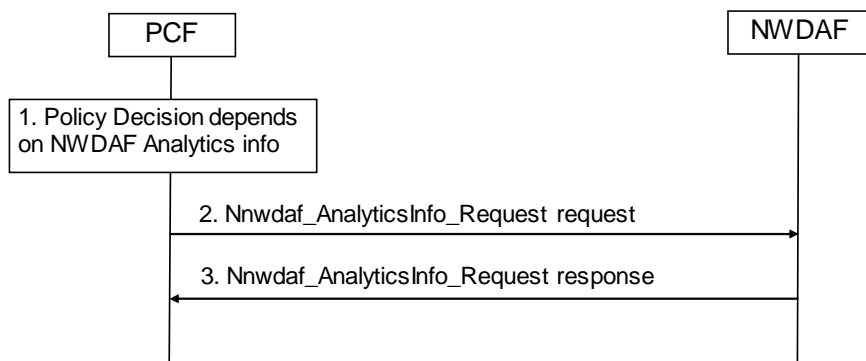 PCF
NWDAF
1. Policy Decision depends
on NWDAF Analytics info
2. Nnwdaf_AnalyticsInfo_Request request
3. Nnwdaf_AnalyticsInfo_Request response